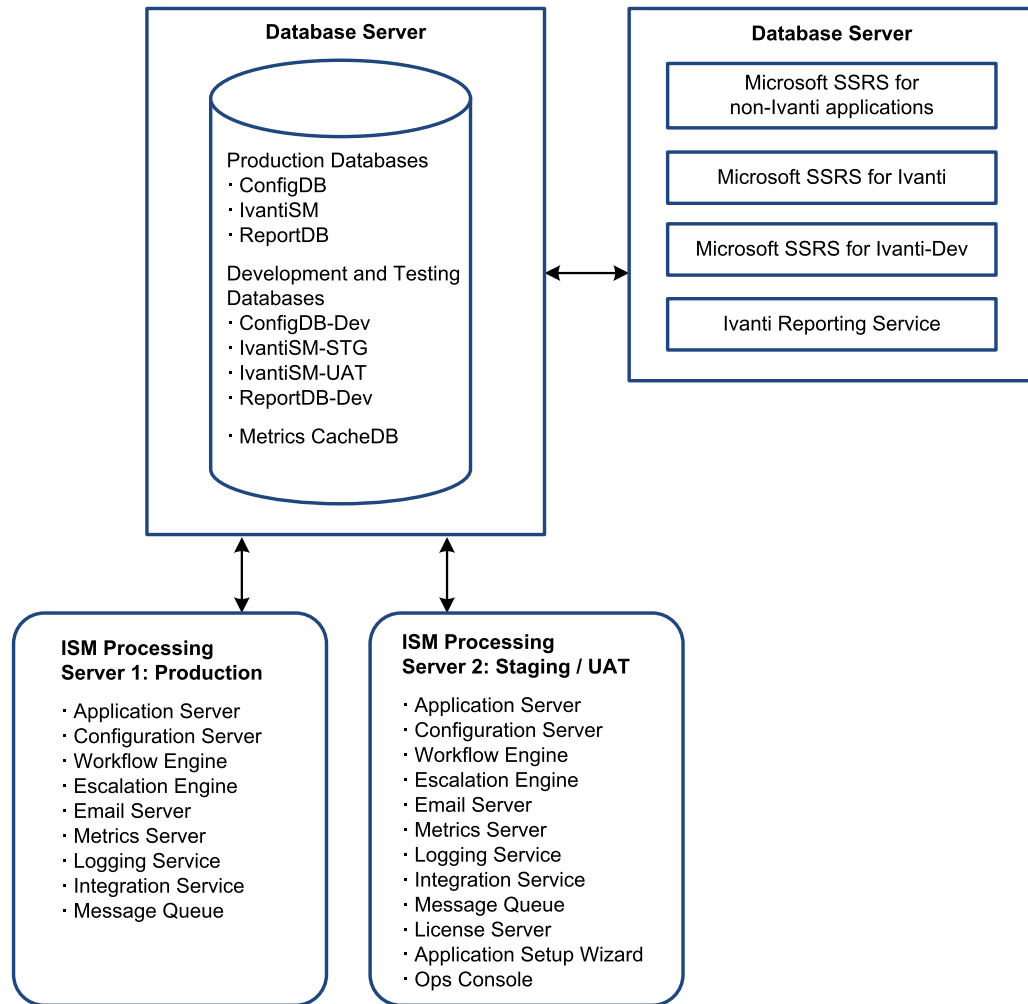 Database Server
Production Databases
· ConfigDB
· IvantiSM
· ReportDB
Development and Testing
Databases
· ConfigDB-Dev
· IvantiSM-STG
· IvantiSM-UAT
· ReportDB-Dev
· Metrics CacheDB
Database Server
Microsoft SSRS for
non-Ivanti applications
Microsoft SSRS for Ivanti
Microsoft SSRS for Ivanti-Dev
Ivanti Reporting Service
ISM Processing
Server 1: Production
· Application Server
· Configuration Server
· Workflow Engine
· Escalation Engine
· Email Server
· Metrics Server
· Logging Service
· Integration Service
· Message Queue
ISM Processing
Server 2: Staging / UAT
· Application Server
· Configuration Server
· Workflow Engine
· Escalation Engine
· Email Server
· Metrics Server
· Logging Service
· Integration Service
· Message Queue
· License Server
· Application Setup Wizard
· Ops Console